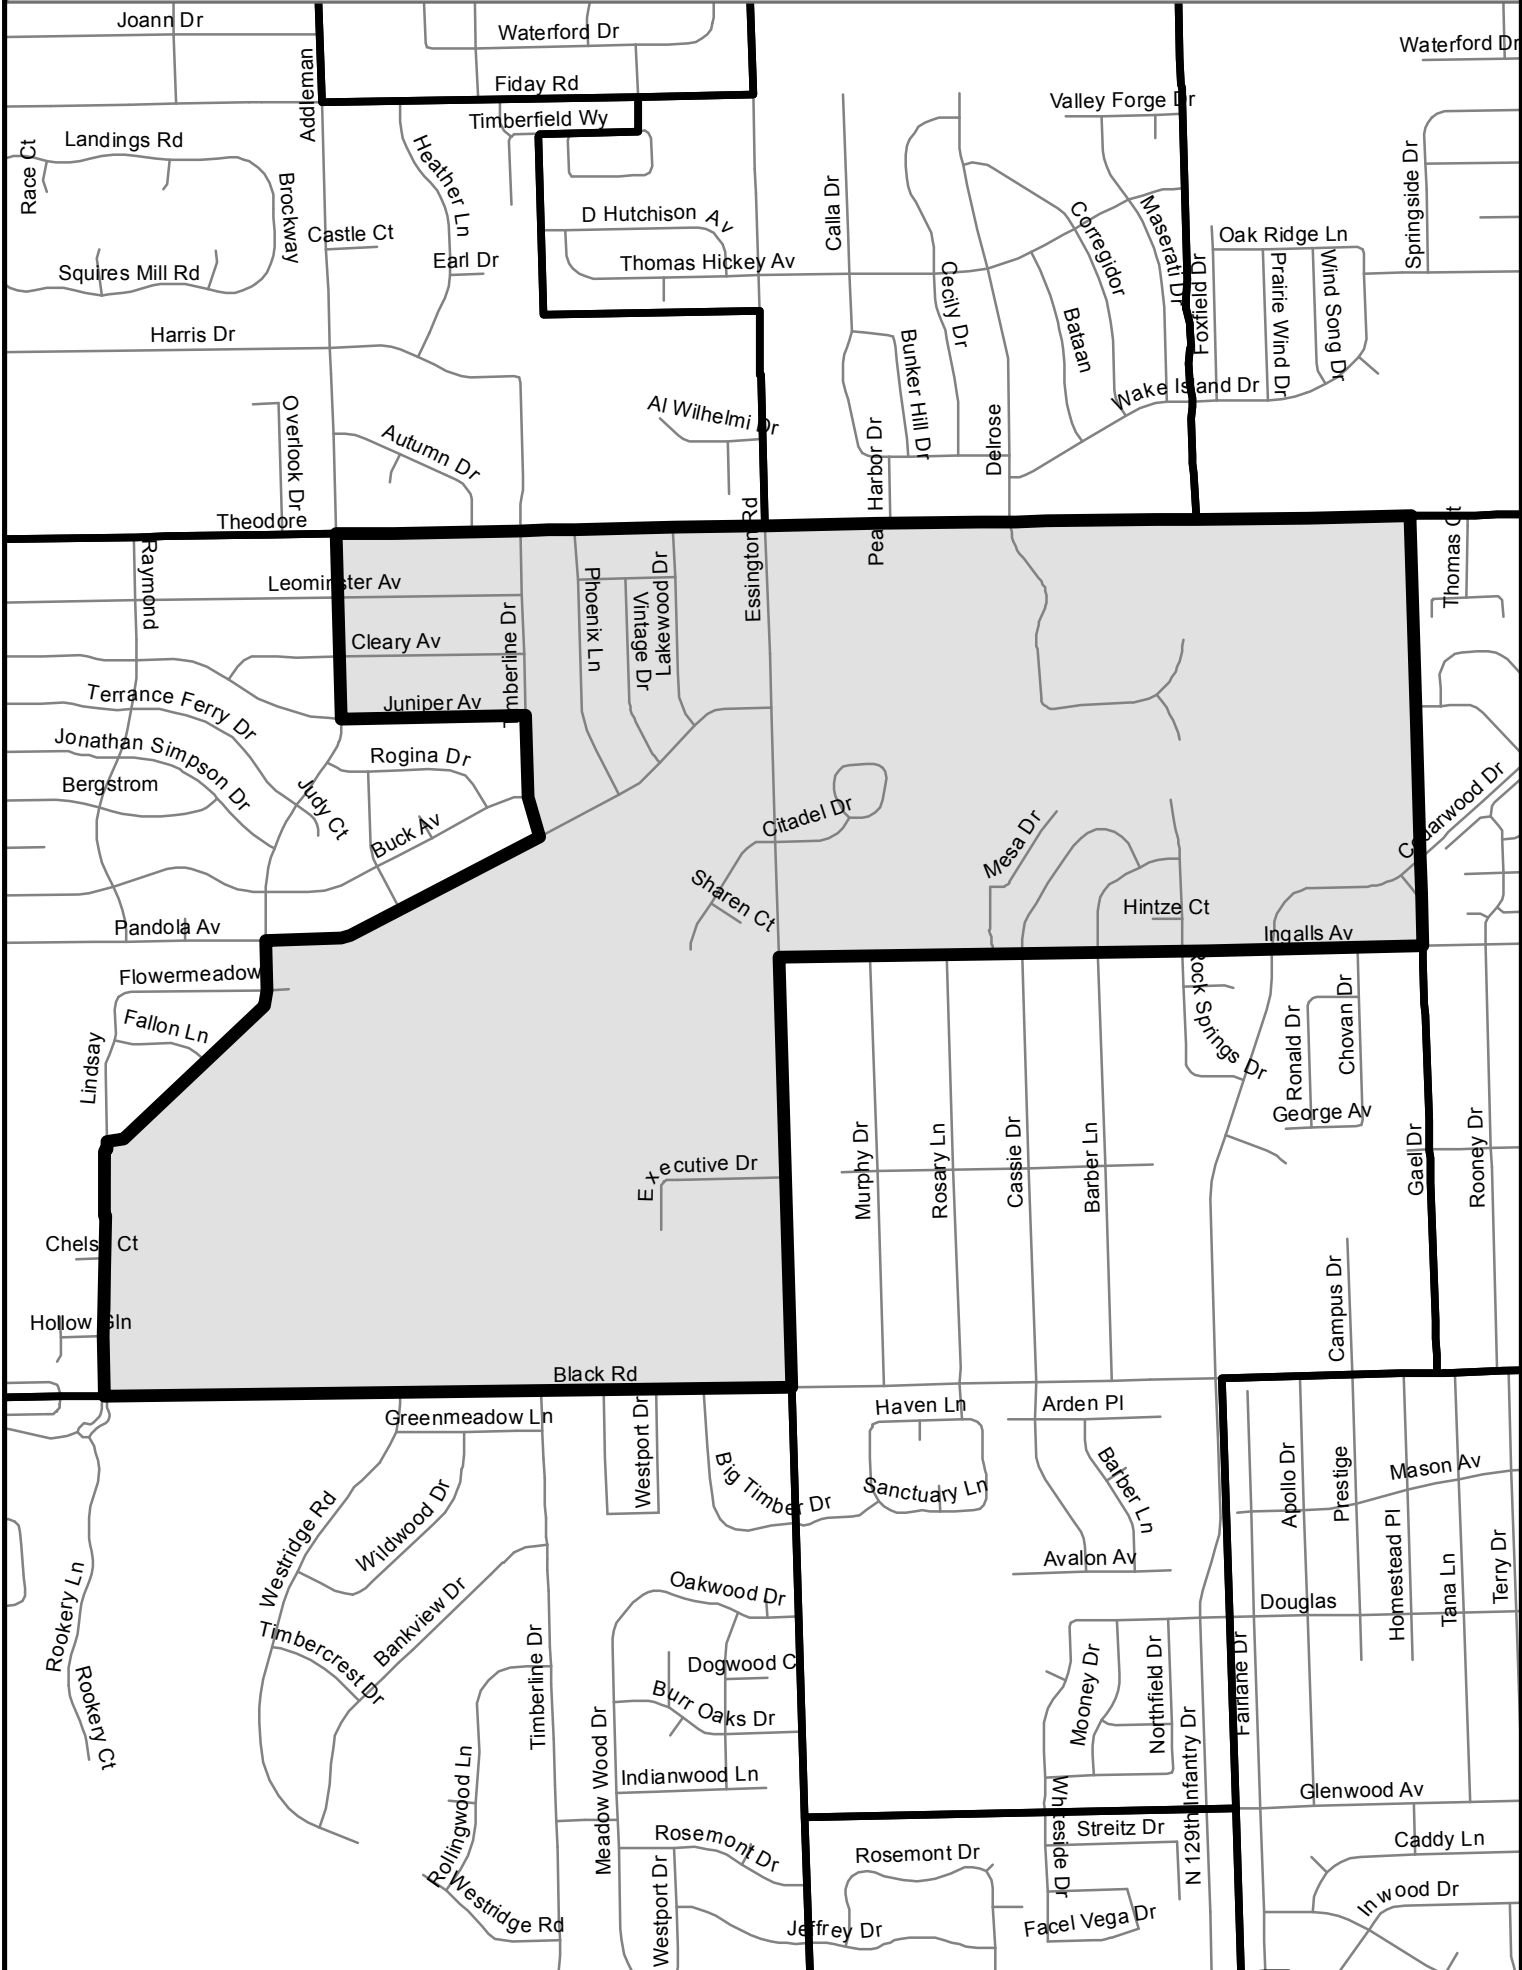 Joann Dr
Waterford Dr
Waterford Dr
Fiday Rd
Addleman
Timberfield Wy
Valley Forge Dr
Landings Rd
Race Ct
Heather Ln
Brockway
Castle Ct
Earl Dr
D Hutchison Av
Thomas Hickey Av
Calla Dr
Cecily Dr
Corregidor
Maserati Dr
Oak Ridge Ln
Springside Dr
Squires Mill Rd
Foxfield Dr
Prairie Wind Dr
Wind Song Dr
Harris Dr
Bunker Hill Dr
Bataan
Wake Island Dr
Overlook Dr
Autumn Dr
Al Wilhelmi Dr
Harbor Dr
Delrose
Theodore
Essington Rd
Thomas Ct
Raymond
Leominster Av
Phoenix Ln
Vintage Dr
Lakewood Dr
Cleary Av
Timberline Dr
Juniper Av
Terrance Ferry Dr
Jonathan Simpson Dr
Bergstrom
Judy Ct
Rogina Dr
Buck Av
Citadel Dr
Mesa Dr
Cedarwood Dr
Sharen Ct
Hintze Ct
Ingalls Av
Pandola Av
Flowermeadow
Fallon Ln
Lindsay
Rock Springs Dr
Ronald Dr
Chovan Dr
George Av
Executive Dr
Murphy Dr
Rosary Ln
Cassie Dr
Barber Ln
Gael Dr
Rooney Dr
Chelse Ct
Hollow Gln
Campus Dr
Black Rd
Greenmeadow Ln
Westport Dr
Haven Ln
Arden Pl
Big Timber Dr
Sanctuary Ln
Barber Ln
Apollo Dr
Prestige
Mason Av
Westridge Rd
Wildwood Dr
Avalon Av
Homestead Pl
Tana Ln
Terry Dr
Rookery Ln
Bankview Dr
Oakwood Dr
Douglas
Timbercrest Dr
Timberline Dr
Dogwood C
Burr Oaks Dr
Mooney Dr
Northfield Dr
Fairlane Dr
Rookery Ct
Meadow Wood Dr
Indianwood Ln
N 129th Infantry Dr
Glenwood Av
Rollingwood Ln
Whiteside Dr
Streitz Dr
Rosemont Dr
Rosemont Dr
Caddy Ln
Westport Dr
Westridge Rd
Jeffrey Dr
Facel Vega Dr
Inwood Dr